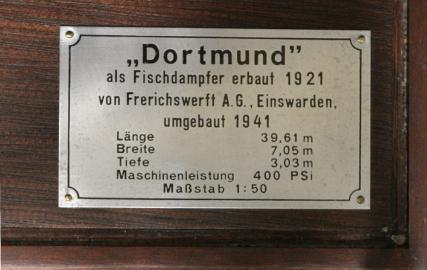 „Dortmund”
als Fischdampfer erbaut 1921
von Frerichswerft A.G., Einswarden,
umgebaut 1941
Länge 39,61 m
Breite 7,05 m
Tiefe 3,03 m
Maschinenleistung 400 PSi
Maßstab 1:50